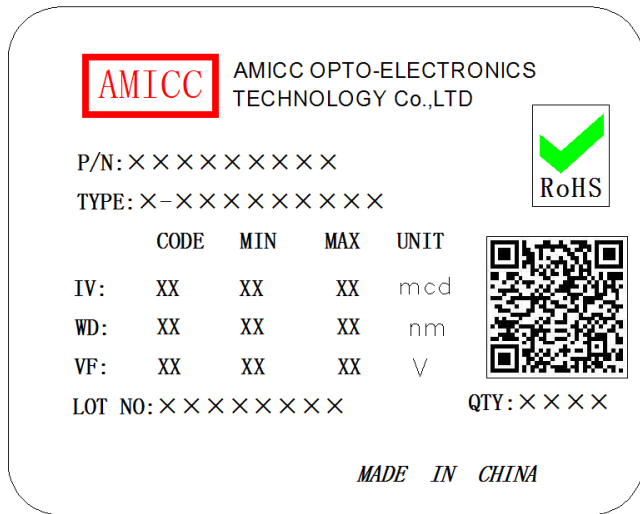 AMICC
AMICC OPTO-ELECTRONICS
TECHNOLOGY Co.,LTD
P/N:×××××××××
RoHS
TYPE:×-×××××××××
CODE MIN MAX UNIT
IV: XX XX XX mcd
WD: XX XX XX nm
VF: XX XX XX V
LOT NO:××××××××
QTY:××××
MADE IN CHINA